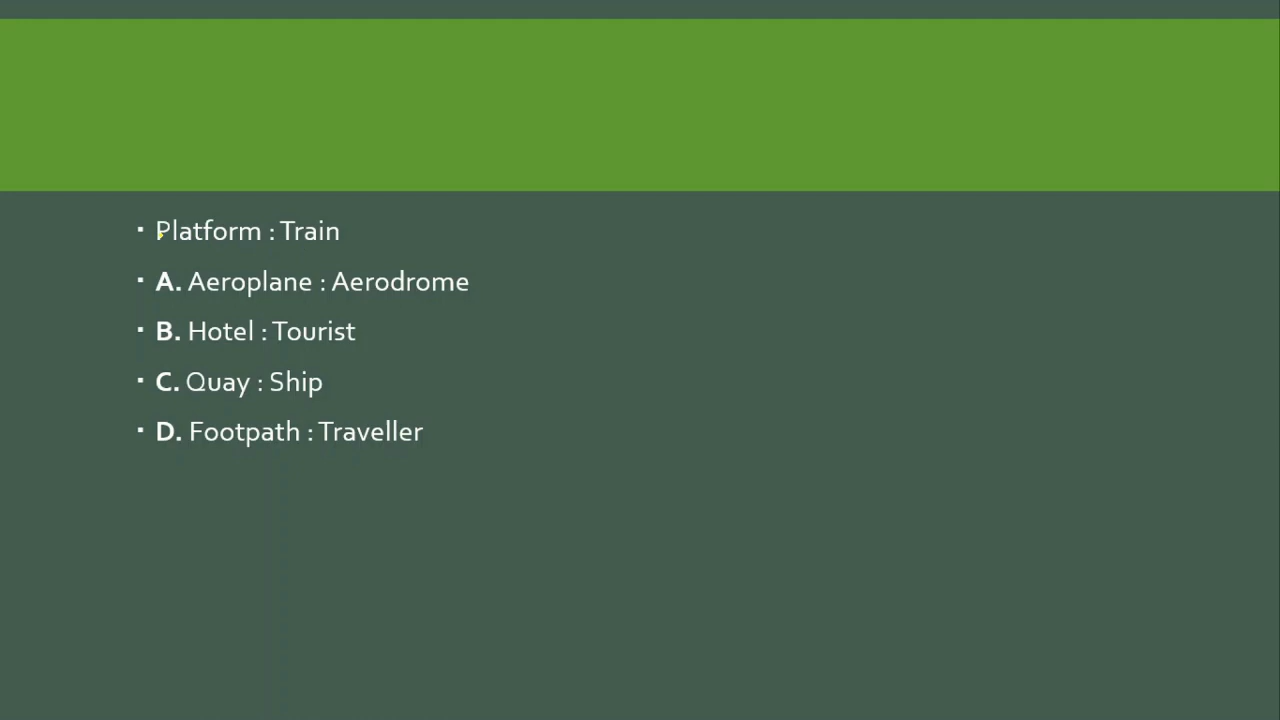 ▪ Platform : Train
▪ A. Aeroplane : Aerodrome
▪ B. Hotel : Tourist
▪ C. Quay : Ship
▪ D. Footpath : Traveller